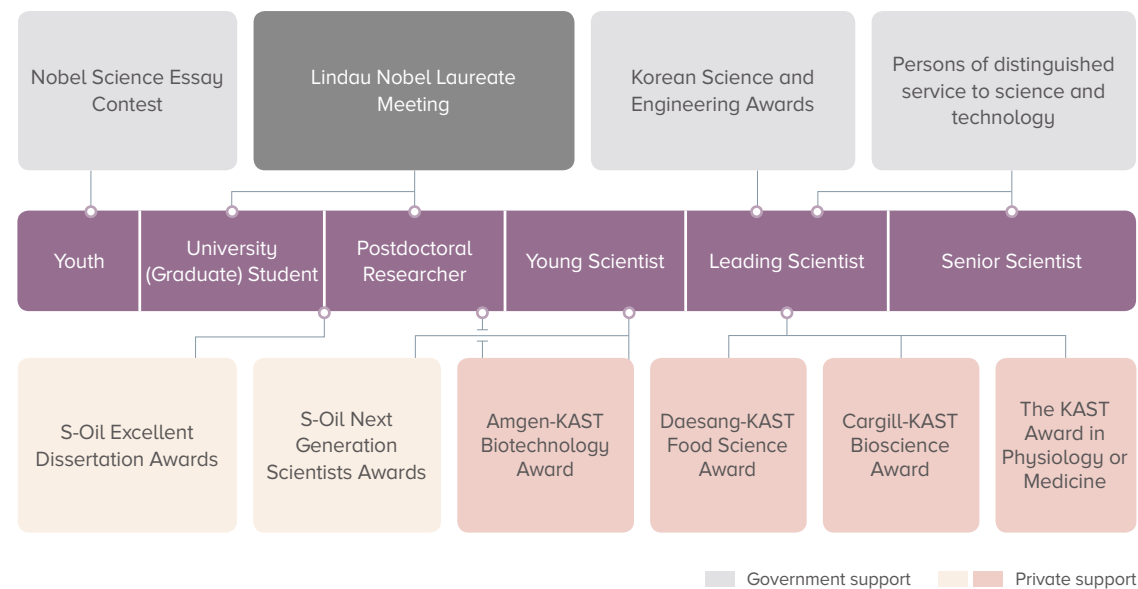 Nobel Science Essay
Contest
Lindau Nobel Laureate
Meeting
Korean Science and
Engineering Awards
Persons of distinguished
service to science and
technology
Youth
University
(Graduate) Student
Postdoctoral
Researcher
Young Scientist
Leading Scientist
Senior Scientist
S-Oil Excellent
Dissertation Awards
S-Oil Next
Generation
Scientists Awards
Amgen-KAST
Biotechnology
Award
Daesang-KAST
Food Science
Award
Cargill-KAST
Bioscience
Award
The KAST
Award in
Physiology or
Medicine
Government support
Private support